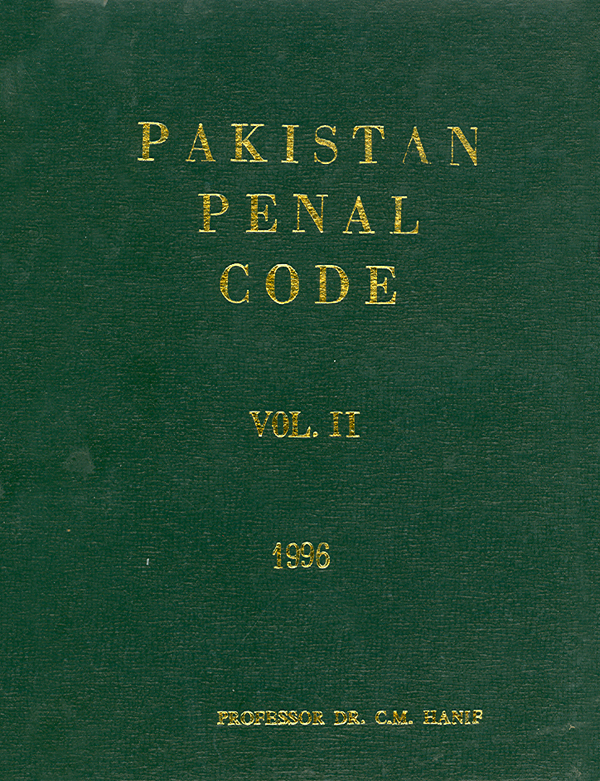 PAKISTAN
PENAL
CODE
VOL. II
1996
PROFESSOR DR. C.M. HANIF